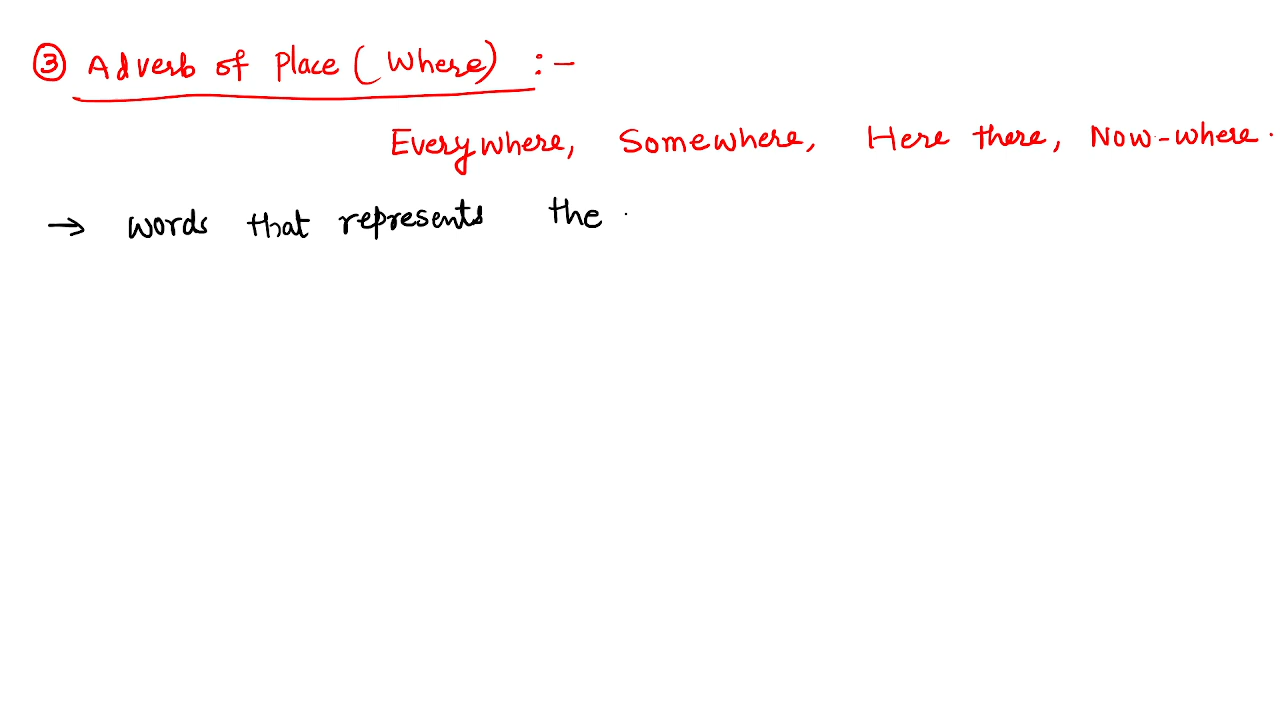 ③ Adverb of Place (Where) :-
Everywhere, Somewhere, Here there, Now-where.
→ words that represents the